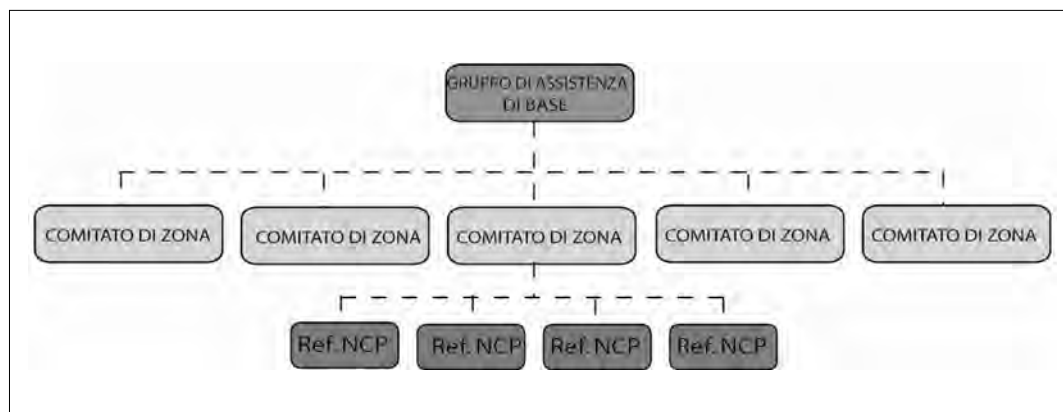 GRUPPO DI ASSISTENZA
DI BASE
COMITATO DI ZONA
COMITATO DI ZONA
COMITATO DI ZONA
COMITATO DI ZONA
COMITATO DI ZONA
Ref. NCP
Ref. NCP
Ref. NCP
Ref. NCP